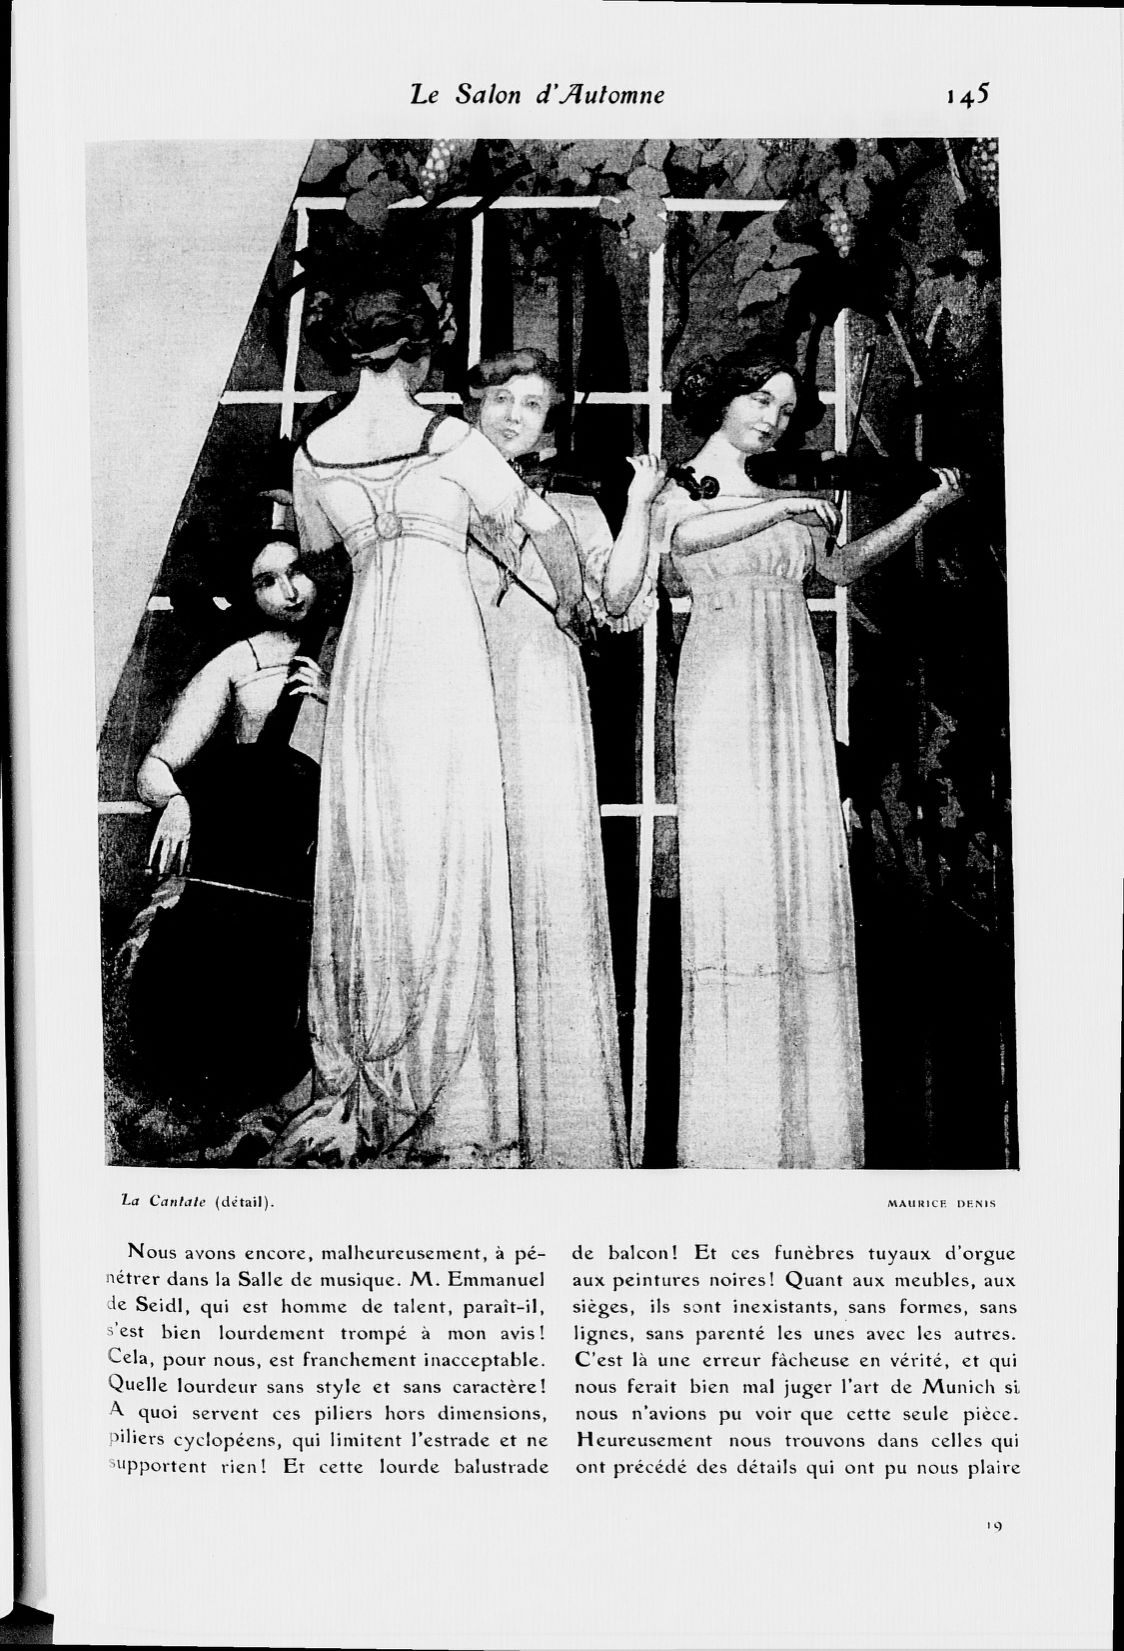 Le Salon d'Automne
145
La Cantate (détail).
MAURICE DENIS
Nous avons encore, malheureusement, à pé-
nétrer dans la Salle de musique. M. Emmanuel
de Seidl, qui est homme de talent, paraît-il,
s'est bien lourdement trompé à mon avis!
Cela, pour nous, est franchement inacceptable.
Quelle lourdeur sans style et sans caractère!
A quoi servent ces piliers hors dimensions,
piliers cyclopéens, qui limitent l'estrade et ne
supportent rien! Et cette lourde balustrade
de balcon! Et ces funèbres tuyaux d'orgue
aux peintures noires! Quant aux meubles, aux
sièges, ils sont inexistants, sans formes, sans
lignes, sans parenté les unes avec les autres.
C'est là une erreur fâcheuse en vérité, et qui
nous ferait bien mal juger l'art de Munich si
nous n'avions pu voir que cette seule pièce.
Heureusement nous trouvons dans celles qui
ont précédé des détails qui ont pu nous plaire
19